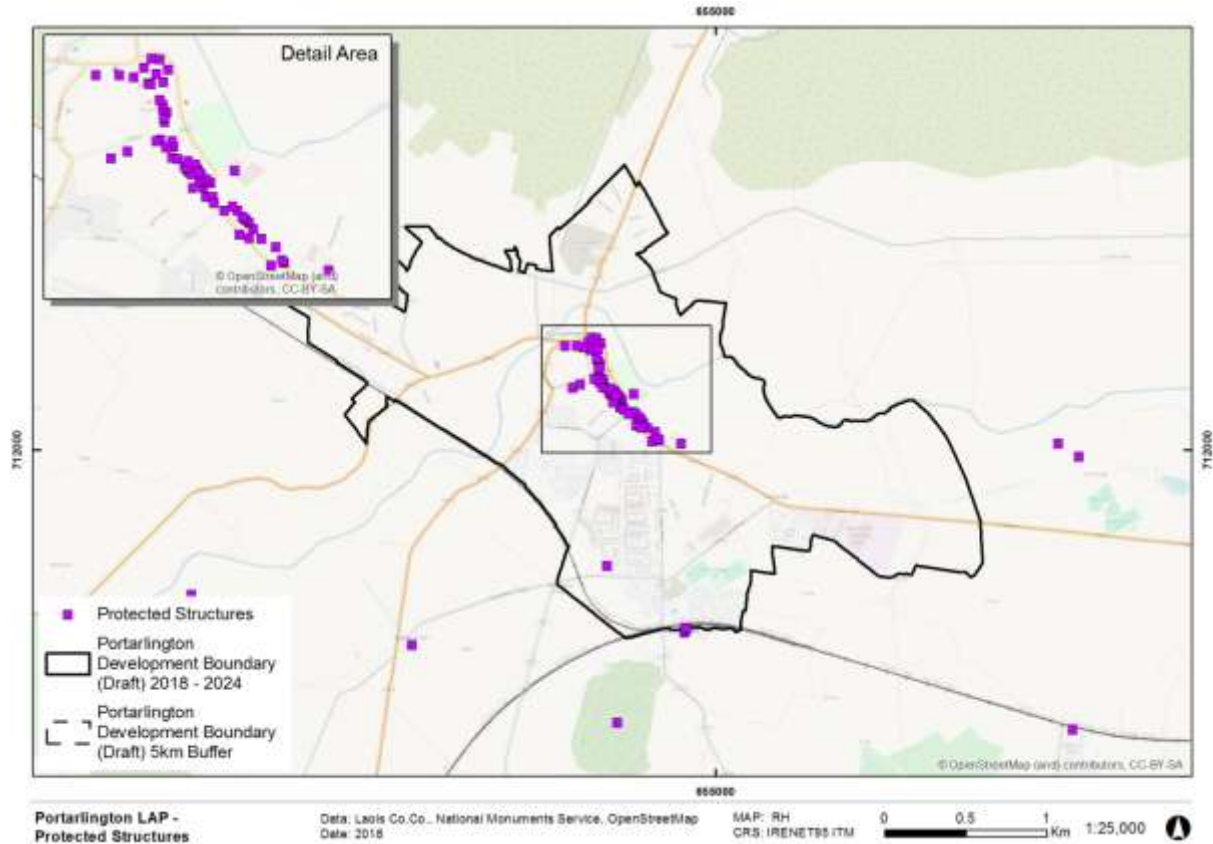 655000
Detail Area
© OpenStreetMap (and)
contributors, CC-BY-SA
712000
712000
Protected Structures
Portarlington
Development Boundary
(Draft) 2018 - 2024
Portarlington
Development Boundary
(Draft) 5km Buffer
© OpenStreetMap (and) contributors, CC-BY-SA
655000
Portarlington LAP -
Protected Structures
Data: Laois Co.Co., National Monuments Service, OpenStreetMap
Date: 2018
MAP: RH
CRS: IRENET95 ITM
0 0.5 1
Km
1:25,000